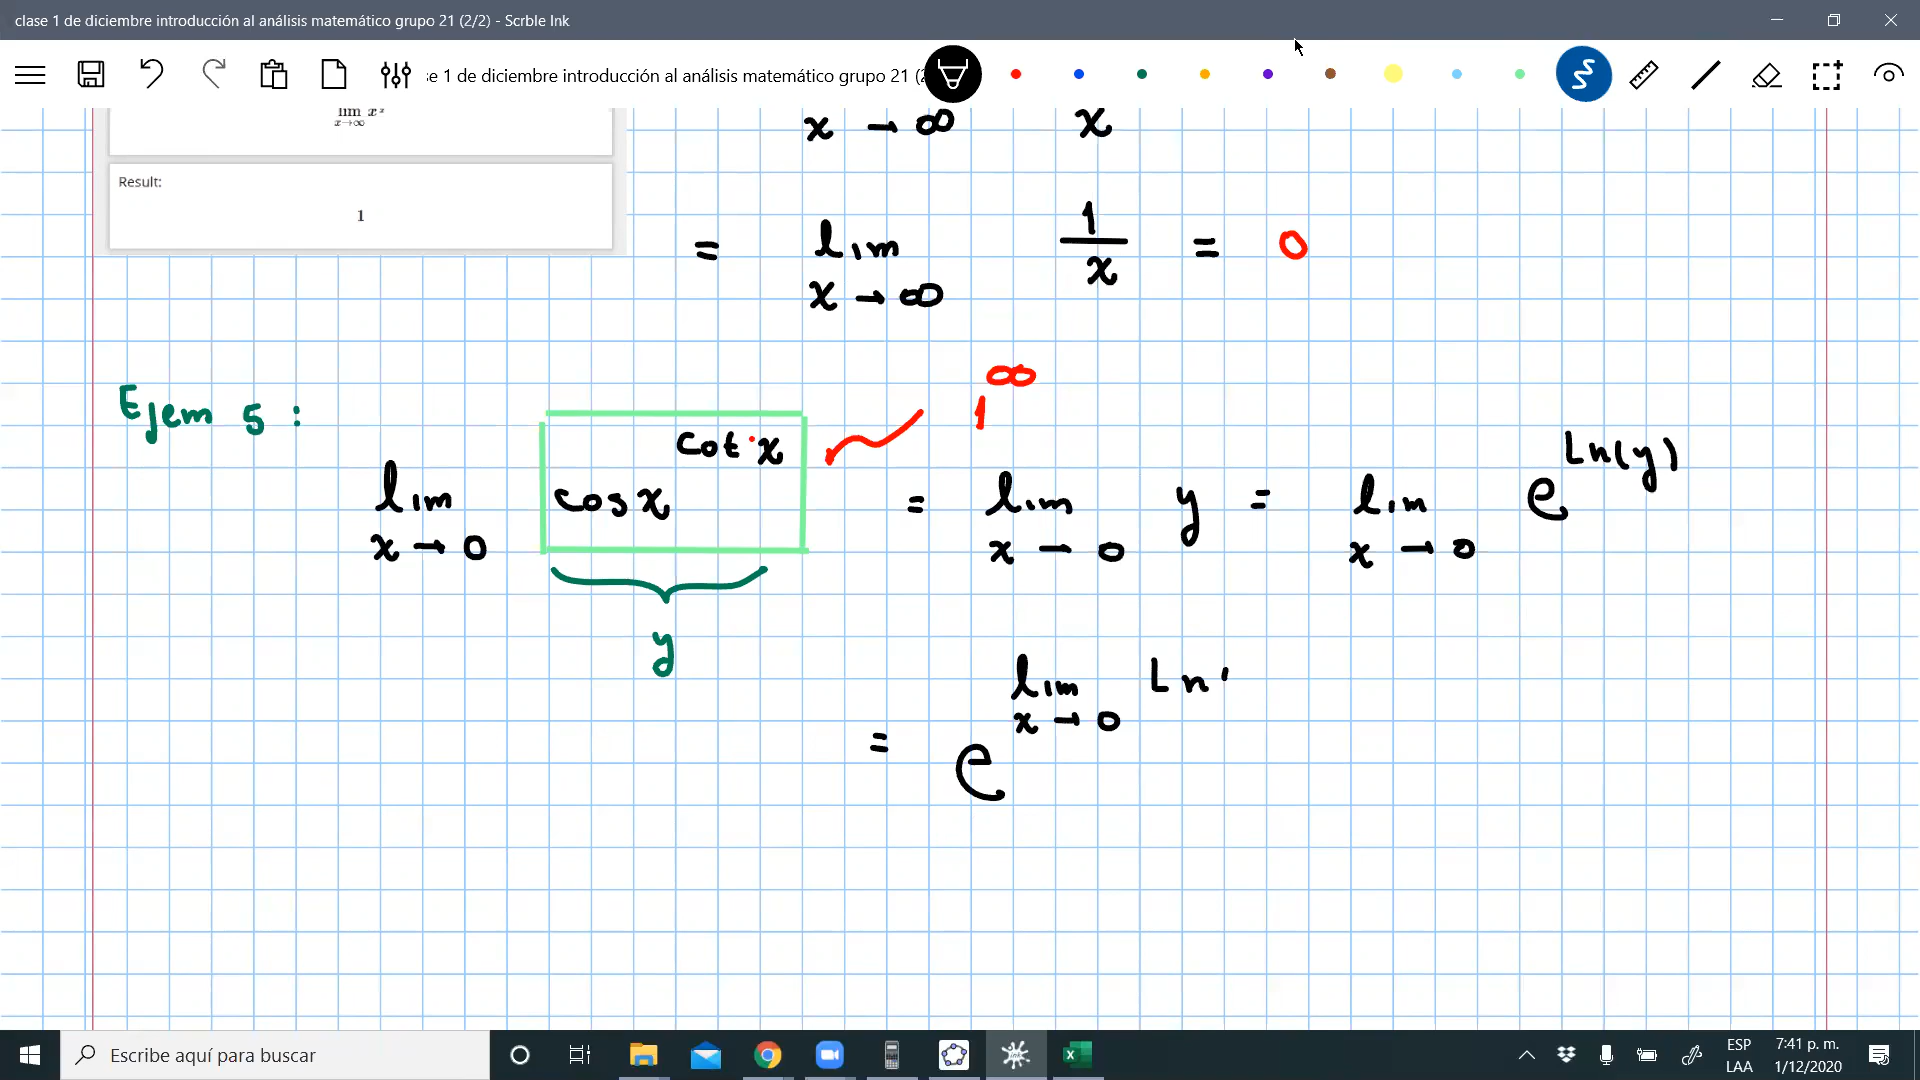 clase 1 de diciembre introducción al análisis matemático grupo 21 (2/2) - Scrble Ink
se 1 de diciembre introducción al análisis matemático grupo 21 (2
lim x
x→∞
x → ∞ x
Result:
1
= lim 1/x = 0
x → ∞
Ejem 5 :
lim cos x^cot x 1^∞ = lim y = lim e^Ln(y)
x → 0 x → 0 x → 0
y
= e^lim Ln
x → 0
Escribe aquí para buscar
ESP
LAA
7:41 p. m.
1/12/2020